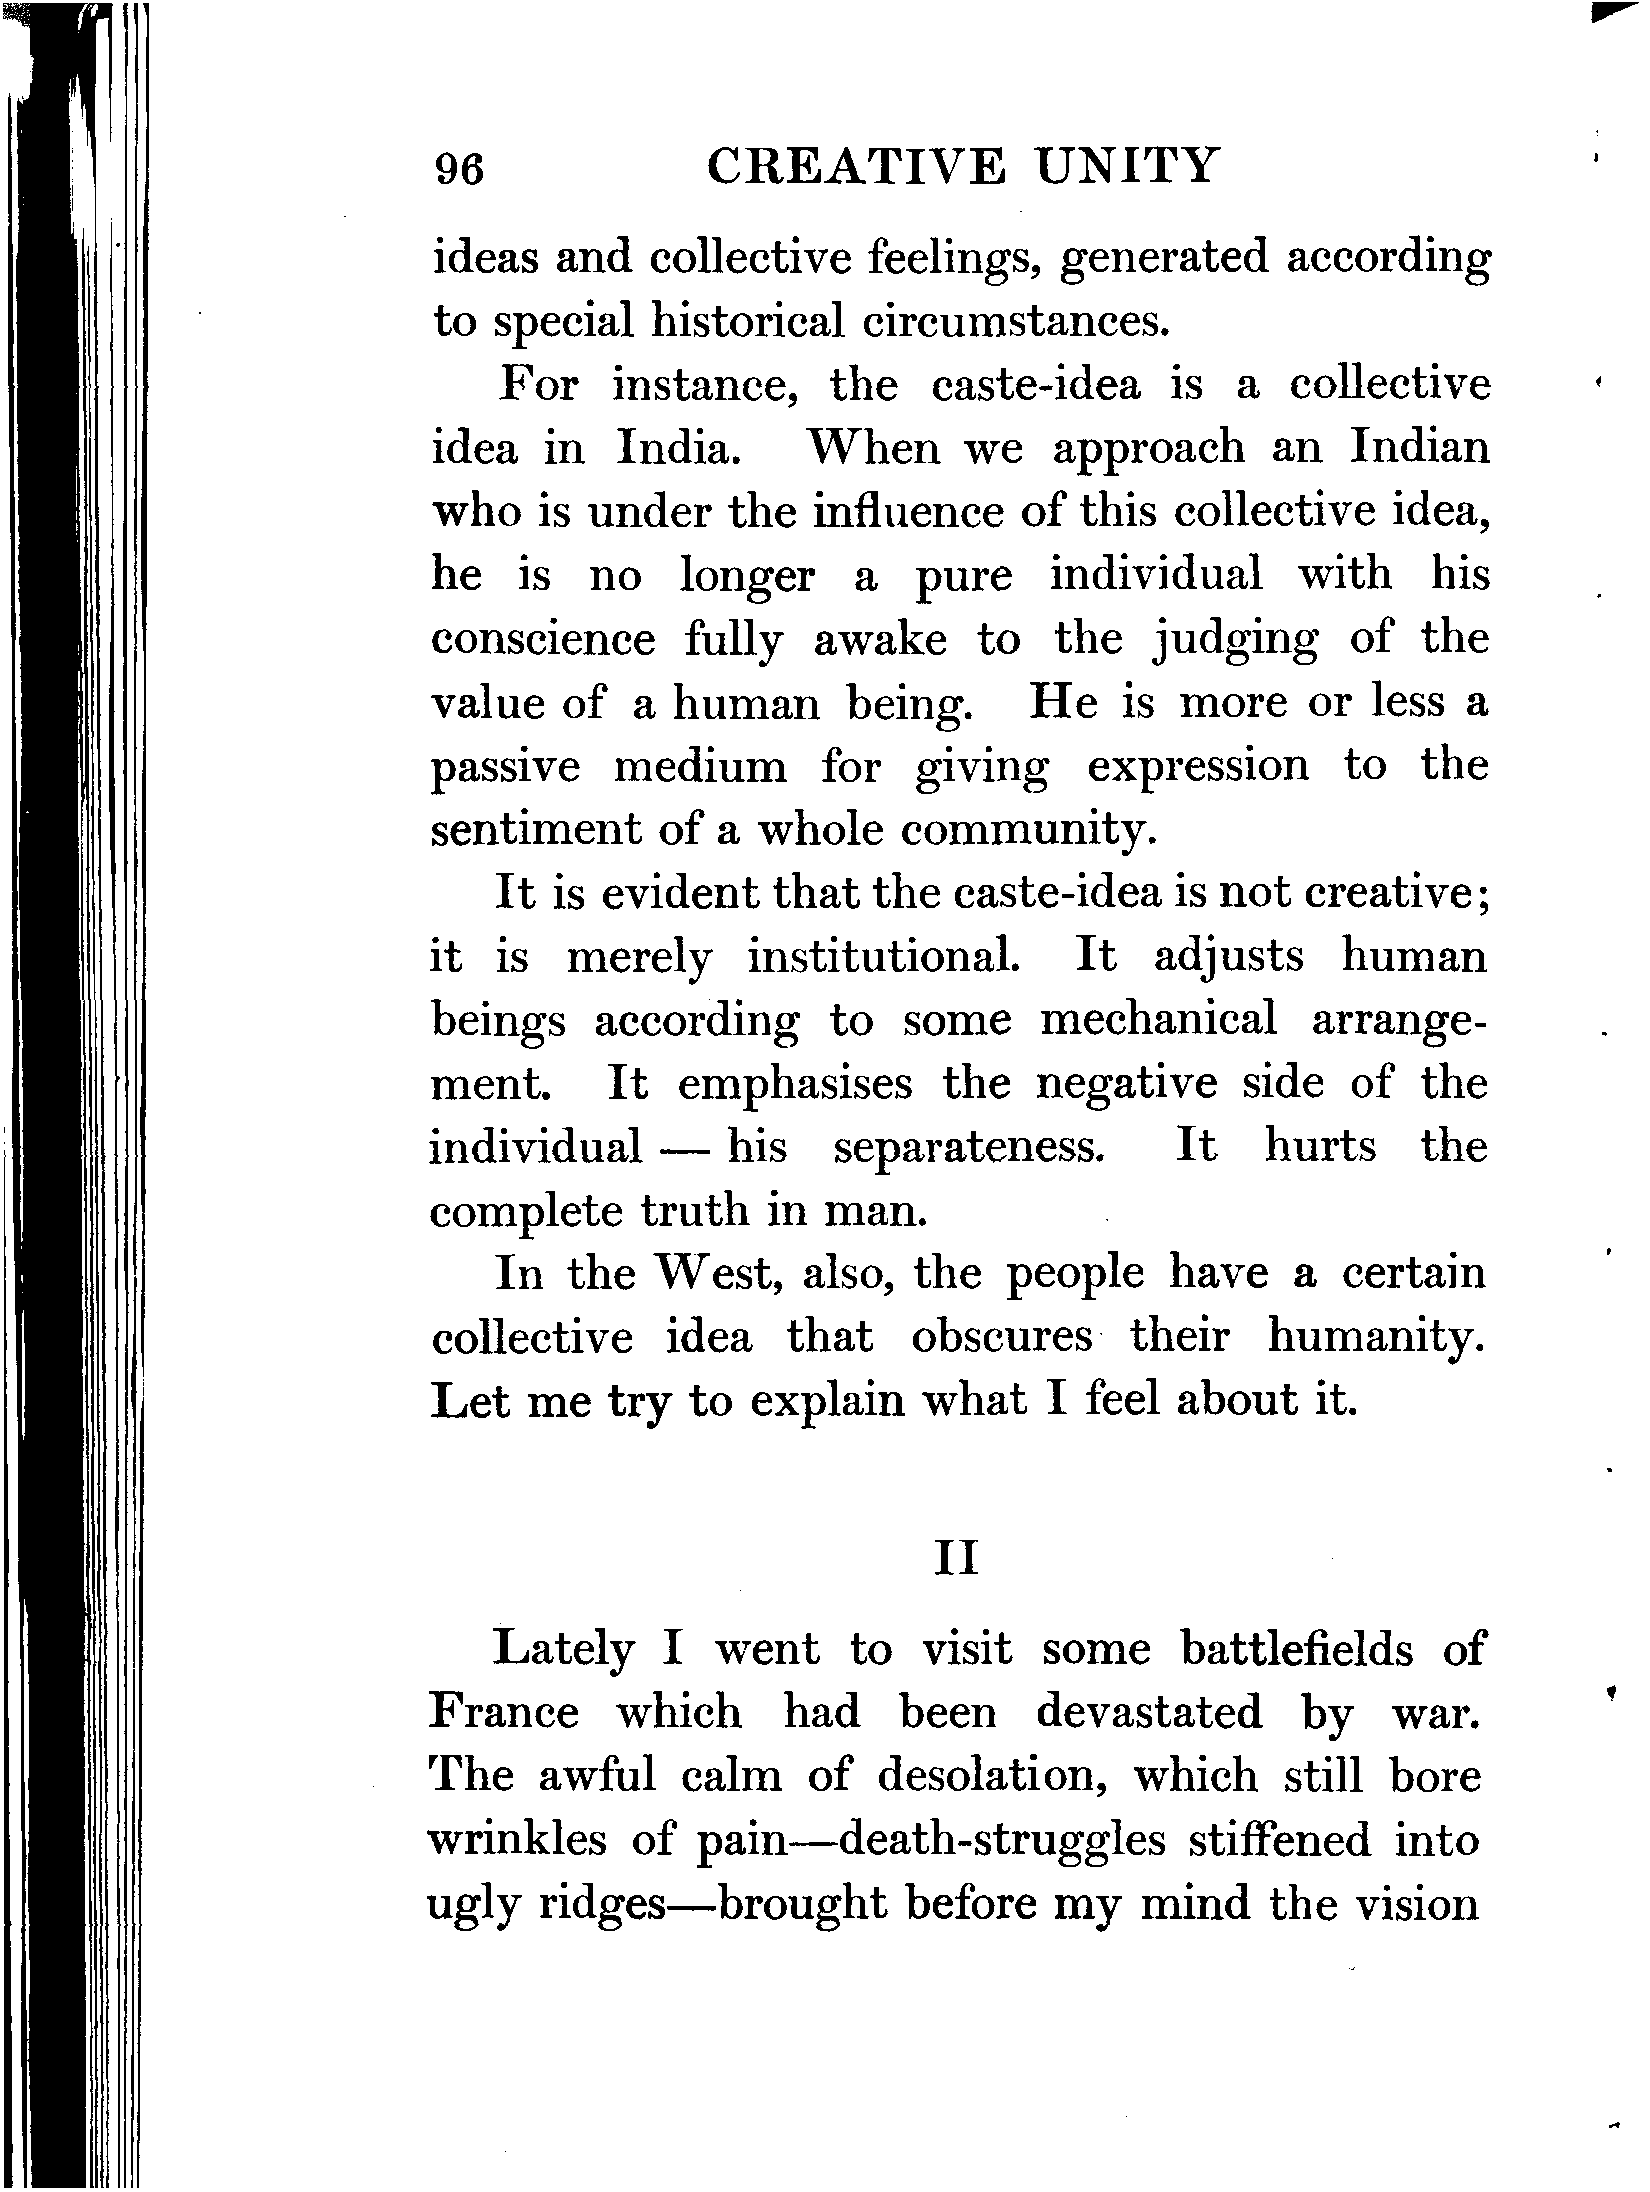 96 CREATIVE UNITY
ideas and collective feelings, generated according
to special historical circumstances.
For instance, the caste-idea is a collective
idea in India. When we approach an Indian
who is under the influence of this collective idea,
he is no longer a pure individual with his
conscience fully awake to the judging of the
value of a human being. He is more or less a
passive medium for giving expression to the
sentiment of a whole community.
It is evident that the caste-idea is not creative;
it is merely institutional. It adjusts human
beings according to some mechanical arrange-
ment. It emphasises the negative side of the
individual — his separateness. It hurts the
complete truth in man.
In the West, also, the people have a certain
collective idea that obscures their humanity.
Let me try to explain what I feel about it.
II
Lately I went to visit some battlefields of
France which had been devastated by war.
The awful calm of desolation, which still bore
wrinkles of pain—death-struggles stiffened into
ugly ridges—brought before my mind the vision